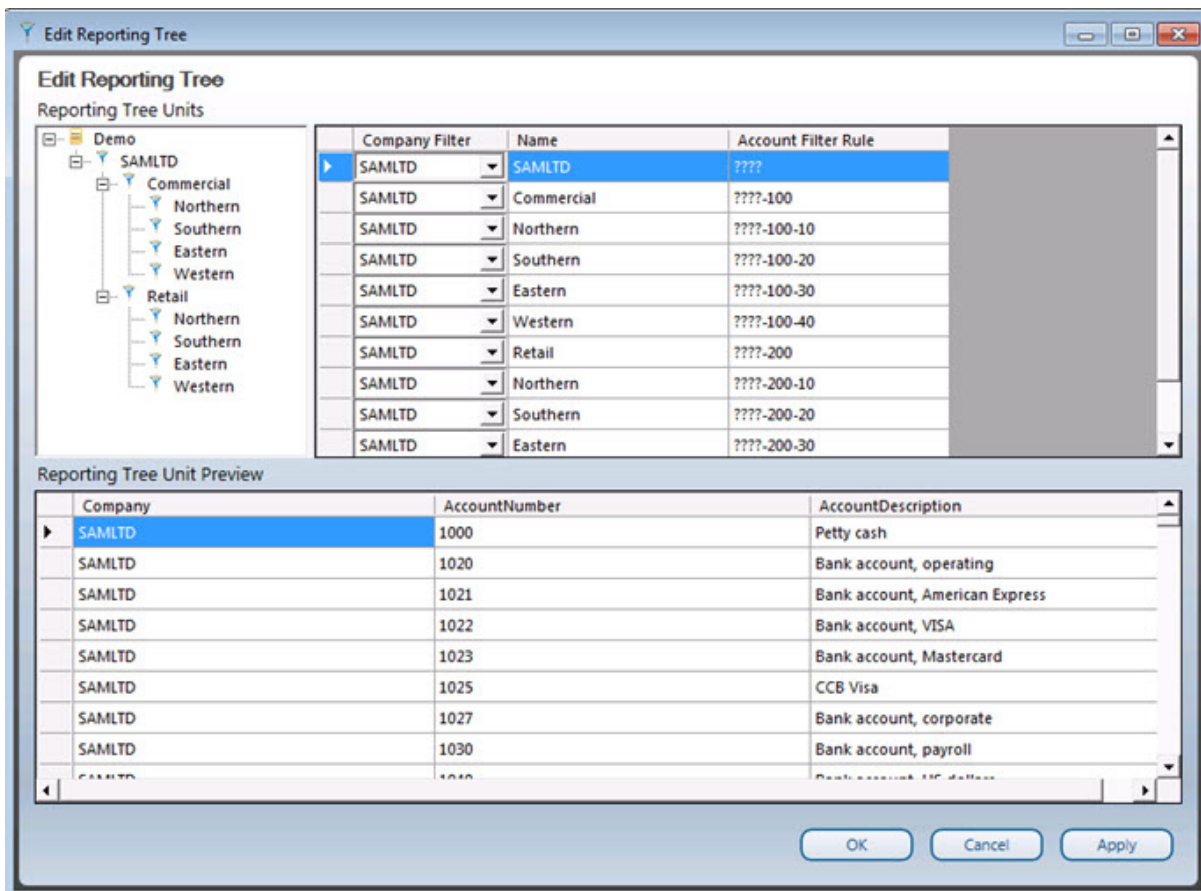 Edit Reporting Tree
Edit Reporting Tree
Reporting Tree Units
Demo
SAMLTD
Commercial
Northern
Southern
Eastern
Western
Retail
Northern
Southern
Eastern
Western
Company Filter Name Account Filter Rule
SAMLTD SAMLTD ????
SAMLTD Commercial ????-100
SAMLTD Northern ????-100-10
SAMLTD Southern ????-100-20
SAMLTD Eastern ????-100-30
SAMLTD Western ????-100-40
SAMLTD Retail ????-200
SAMLTD Northern ????-200-10
SAMLTD Southern ????-200-20
SAMLTD Eastern ????-200-30
Reporting Tree Unit Preview
Company AccountNumber AccountDescription
SAMLTD 1000 Petty cash
SAMLTD 1020 Bank account, operating
SAMLTD 1021 Bank account, American Express
SAMLTD 1022 Bank account, VISA
SAMLTD 1023 Bank account, Mastercard
SAMLTD 1025 CCB Visa
SAMLTD 1027 Bank account, corporate
SAMLTD 1030 Bank account, payroll
SAMLTD Bank account, US dollars
OK Cancel Apply